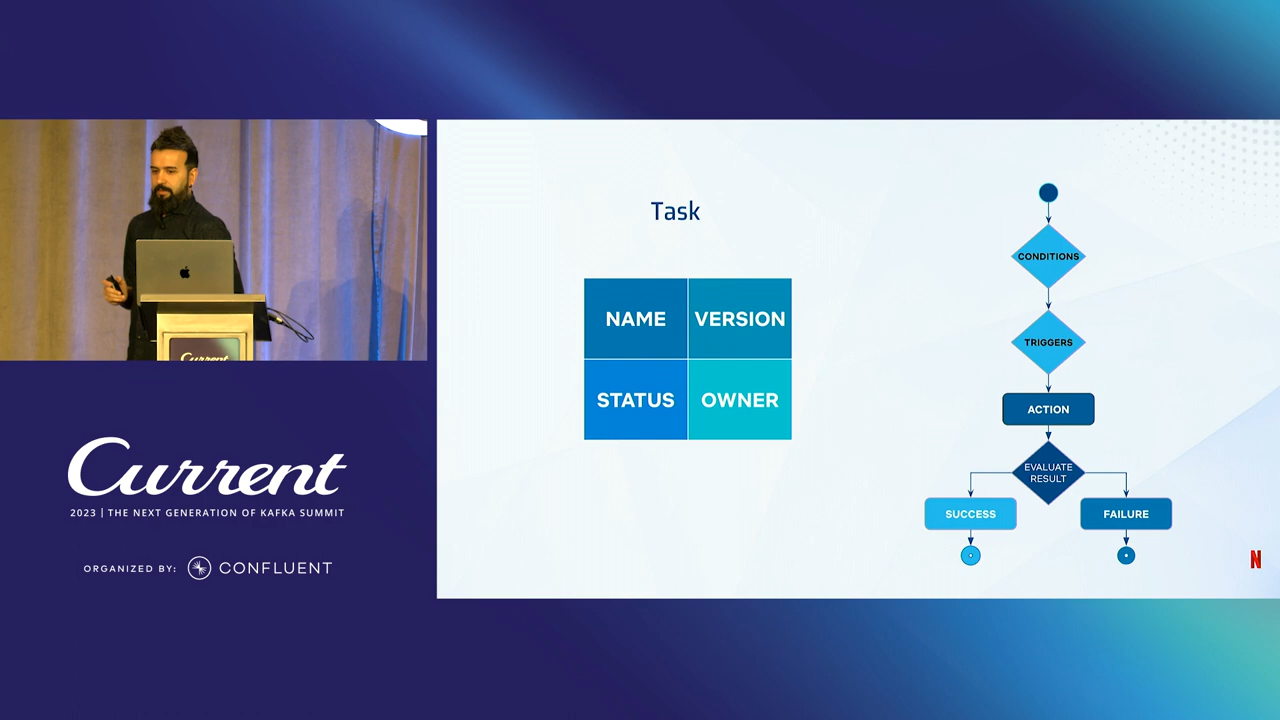 Current
Current
2023 | THE NEXT GENERATION OF KAFKA SUMMIT
ORGANIZED BY: CONFLUENT
Task
NAME VERSION
STATUS OWNER
CONDITIONS
TRIGGERS
ACTION
EVALUATE
RESULT
SUCCESS FAILURE
N